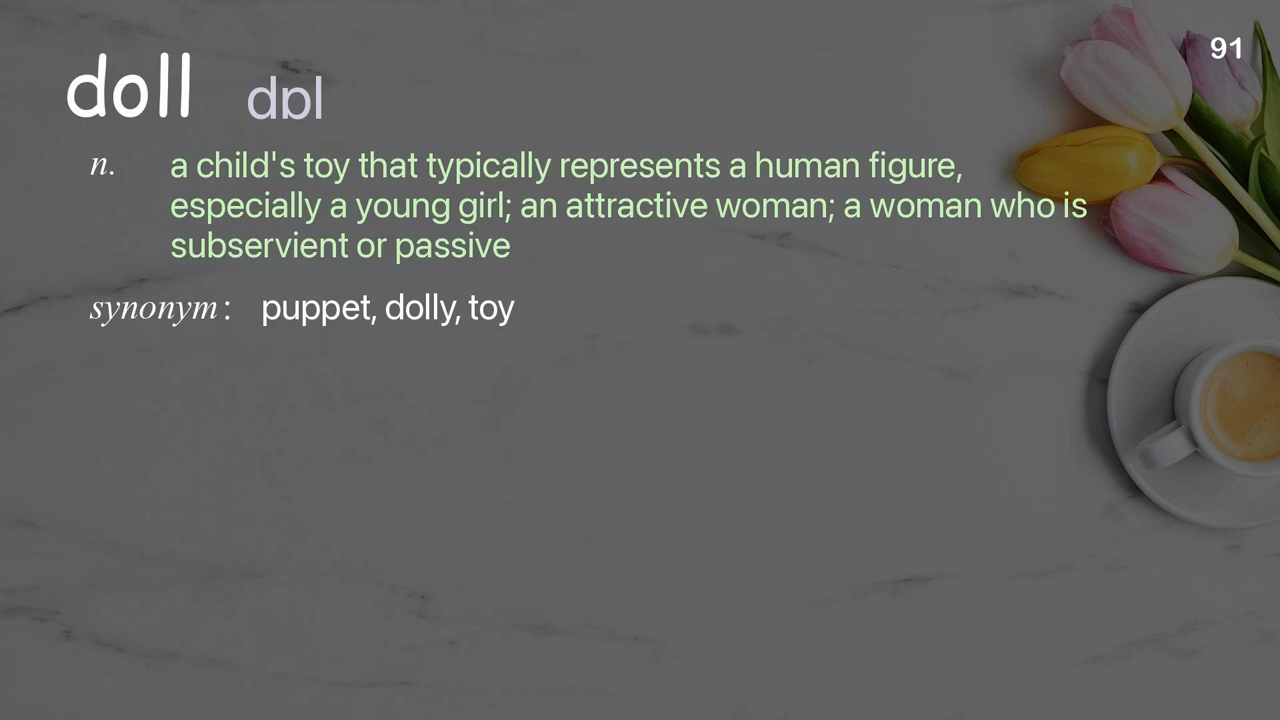 91
doll dɒl
n. a child's toy that typically represents a human figure,
especially a young girl; an attractive woman; a woman who is
subservient or passive
synonym : puppet, dolly, toy